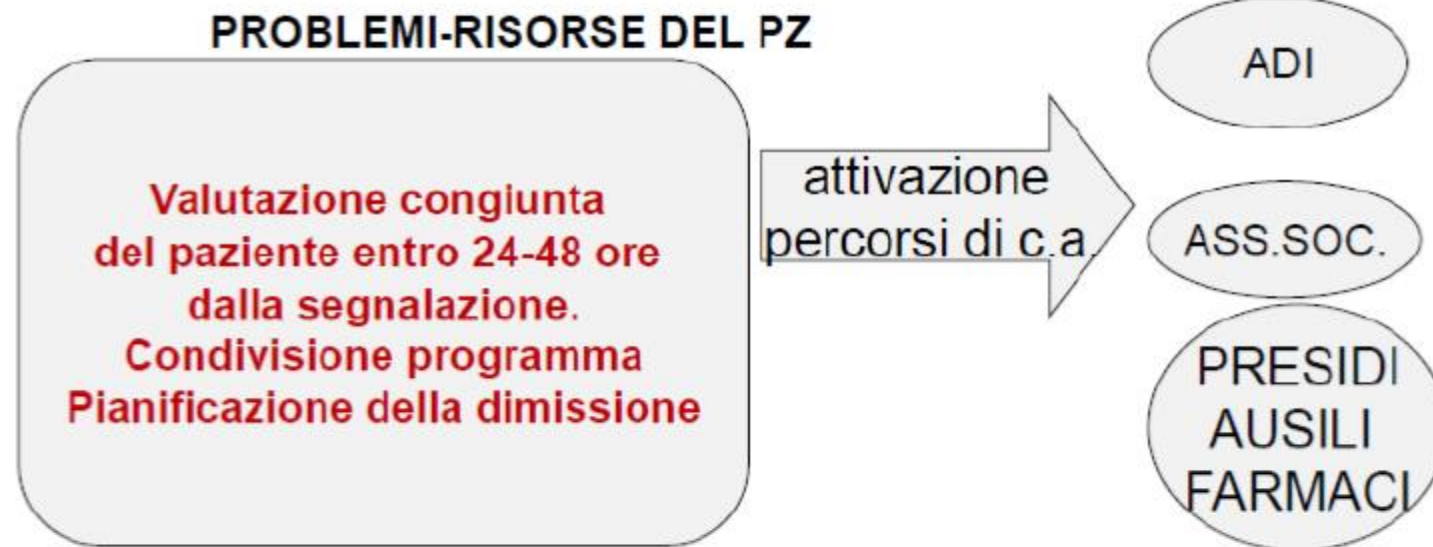 PROBLEMI-RISORSE DEL PZ
Valutazione congiunta
del paziente entro 24-48 ore
dalla segnalazione.
Condivisione programma
Pianificazione della dimissione
attivazione
percorsi di c.a.
ADI
ASS.SOC.
PRESIDI
AUSILI
FARMACI